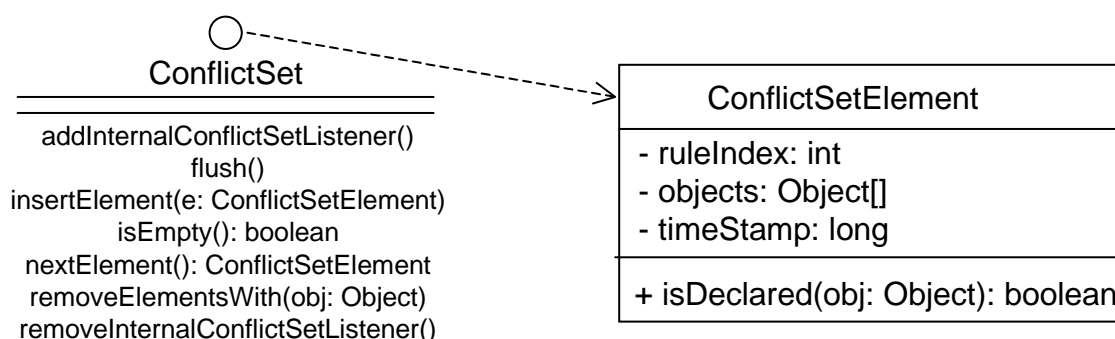 ConflictSet
addInternalConflictSetListener()
flush()
insertElement(e: ConflictSetElement)
isEmpty(): boolean
nextElement(): ConflictSetElement
removeElementsWith(obj: Object)
removeInternalConflictSetListener()
ConflictSetElement
- ruleIndex: int
- objects: Object[]
- timeStamp: long
+ isDeclared(obj: Object): boolean